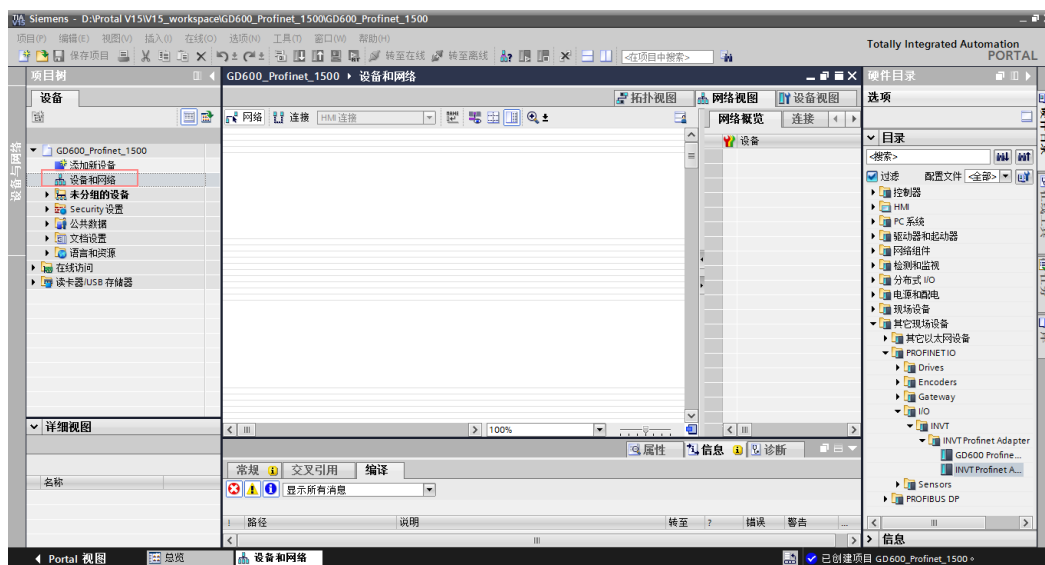 Siemens - D:\Protal V15\V15_workspace\GD600_Profinet_1500\GD600_Profinet_1500
项目(P) 编辑(E) 视图(V) 插入(I) 在线(O) 选项(N) 工具(T) 窗口(W) 帮助(H)
Totally Integrated Automation
PORTAL
保存项目 转至在线 转至离线 <在项目中搜索>
项目树
GD600_Profinet_1500 ▸ 设备和网络
硬件目录
设备
拓扑视图 网络视图 设备视图
选项
网络 连接 HMI 连接
网络概览 连接
设备
目录
<搜索>
过滤 配置文件 <全部>
设备与网络
GD600_Profinet_1500
添加新设备
设备和网络
未分组的设备
Security 设置
公共数据
文档设置
语言和资源
在线访问
读卡器/USB 存储器
控制器
HMI
PC 系统
驱动器和起动器
网络组件
检测和监视
分布式 I/O
电源和配电
现场设备
其它现场设备
其它以太网设备
PROFINET IO
Drives
Encoders
Gateway
I/O
INVT
INVT Profinet Adapter
GD600 Profine...
INVT Profinet A...
Sensors
PROFIBUS DP
详细视图
名称
100%
属性 信息 诊断
常规 交叉引用 编译
显示所有消息
! 路径 说明 转至 ? 错误 警告 ...
信息
Portal 视图 总览 设备和网络 已创建项目 GD600_Profinet_1500。